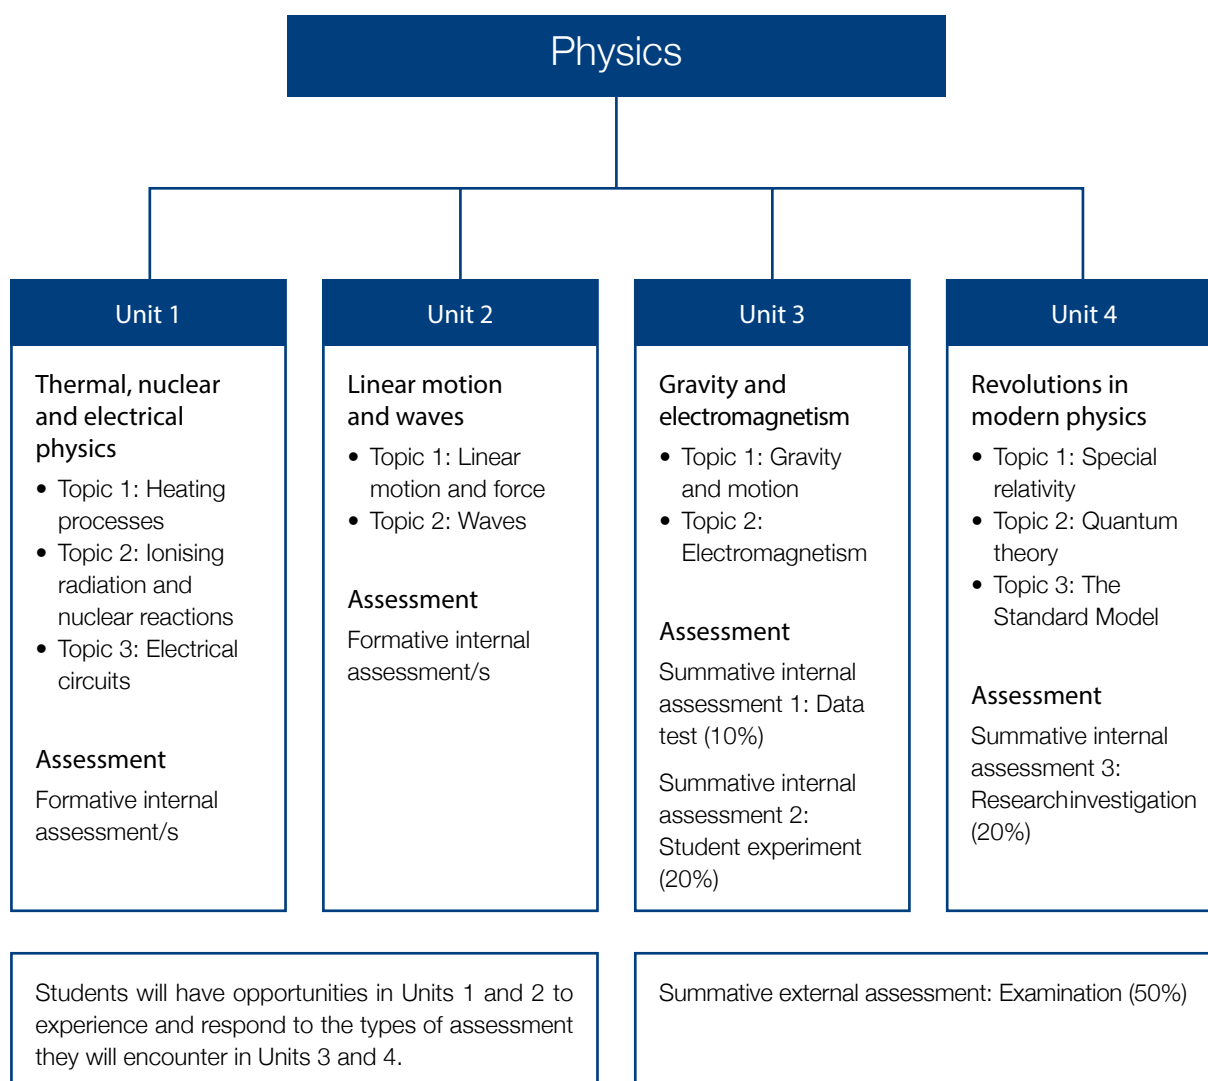 Physics
Unit 1
Thermal, nuclear
and electrical
physics
• Topic 1: Heating
processes
• Topic 2: Ionising
radiation and
nuclear reactions
• Topic 3: Electrical
circuits
Assessment
Formative internal
assessment/s
Unit 2
Linear motion
and waves
• Topic 1: Linear
motion and force
• Topic 2: Waves
Assessment
Formative internal
assessment/s
Unit 3
Gravity and
electromagnetism
• Topic 1: Gravity
and motion
• Topic 2:
Electromagnetism
Assessment
Summative internal
assessment 1: Data
test (10%)
Summative internal
assessment 2:
Student experiment
(20%)
Unit 4
Revolutions in
modern physics
• Topic 1: Special
relativity
• Topic 2: Quantum
theory
• Topic 3: The
Standard Model
Assessment
Summative internal
assessment 3:
Researchinvestigation
(20%)
Students will have opportunities in Units 1 and 2 to
experience and respond to the types of assessment
they will encounter in Units 3 and 4.
Summative external assessment: Examination (50%)